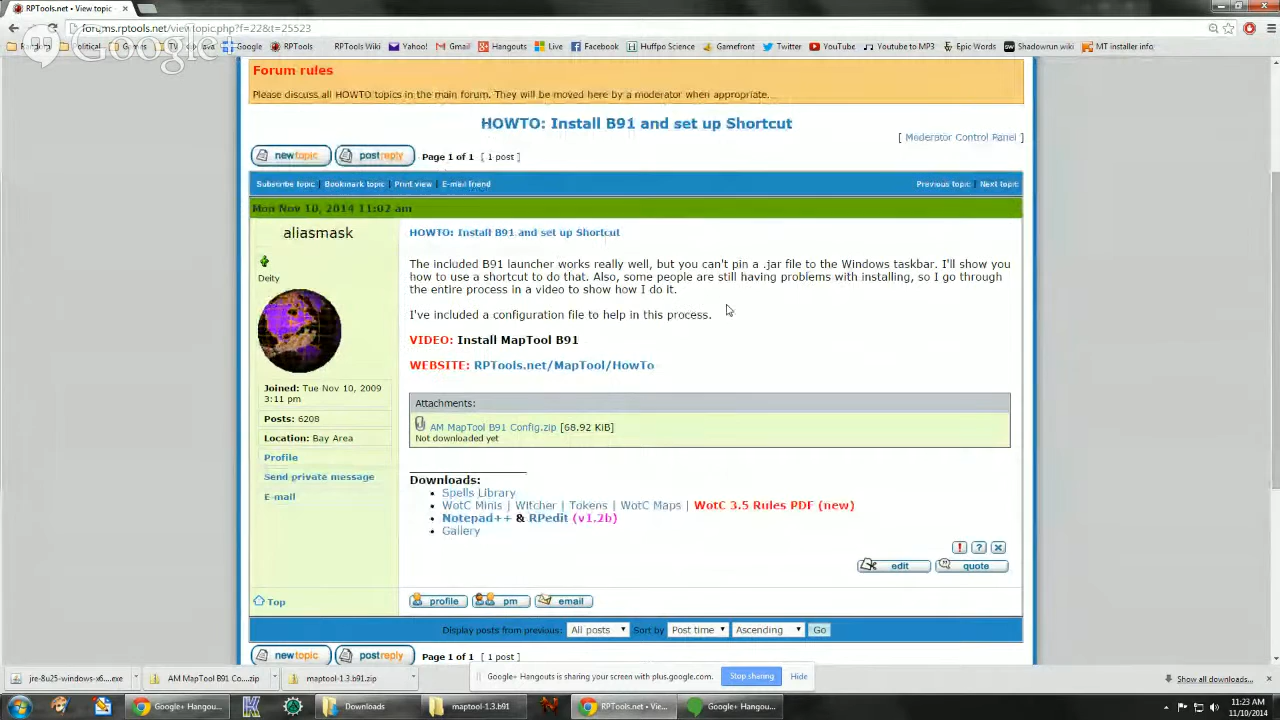 RPTools.net • View topic
forums.rptools.net/viewtopic.php?f=22&t=25523
Political Games Google RPTools RPTools Wiki Yahoo! Gmail Hangouts Live Facebook Huffpo Science Gamefront Twitter YouTube Youtube to MP3 Epic Words Shadowrun wiki MT installer info
Google+
Forum rules
Please discuss all HOWTO topics in the main forum. They will be moved here by a moderator when appropriate...
HOWTO: Install B91 and set up Shortcut
[ Moderator Control Panel ]
newtopic postreply Page 1 of 1 [ 1 post ]
Subscribe topic | Bookmark topic | Print view | E-mail friend Previous topic | Next topic
Mon Nov 10, 2014 11:02 am
aliasmask
Deity
Joined: Tue Nov 10, 2009
3:11 pm
Posts: 6208
Location: Bay Area
Profile
Send private message
E-mail
HOWTO: Install B91 and set up Shortcut
The included B91 launcher works really well, but you can't pin a .jar file to the Windows taskbar. I'll show you
how to use a shortcut to do that. Also, some people are still having problems with installing, so I go through
the entire process in a video to show how I do it.
I've included a configuration file to help in this process.
VIDEO: Install MapTool B91
WEBSITE: RPTools.net/MapTool/HowTo
Attachments:
AM MapTool B91 Config.zip [68.92 KiB]
Not downloaded yet
Downloads:
• Spells Library
• WotC Minis | Witcher | Tokens | WotC Maps | WotC 3.5 Rules PDF (new)
• Notepad++ & RPedit (v1.2b)
• Gallery
! ? x
edit quote
Top profile pm email
Display posts from previous: All posts Sort by Post time Ascending Go
newtopic postreply Page 1 of 1 [ 1 post ]
jre-8u25-windows-x6....exe AM MapTool B91 Co....zip maptool-1.3.b91.zip Google+ Hangouts is sharing your screen with plus.google.com. Stop sharing Hide Show all downloads...
Google+ Hangou... Downloads maptool-1.3.b91 RPTools.net • Vie... Google+ Hangou...
11:23 AM
11/10/2014